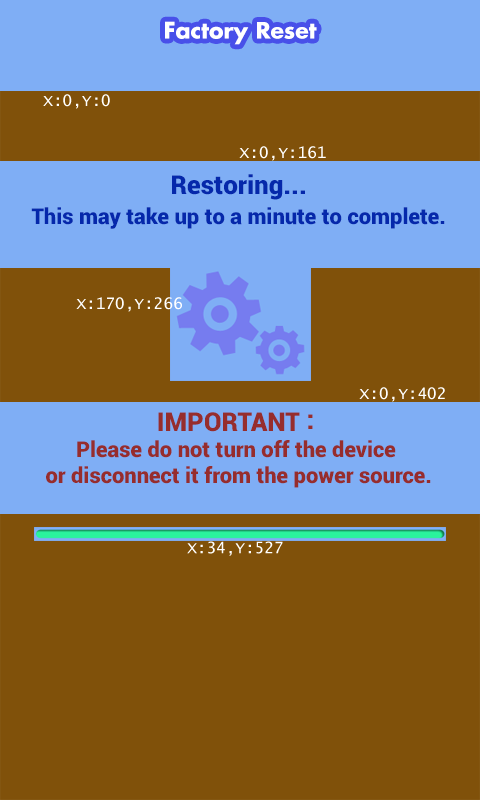 Factory Reset
X:0,Y:0
X:0,Y:161
Restoring...
This may take up to a minute to complete.
X:170,Y:266
X:0,Y:402
IMPORTANT :
Please do not turn off the device
or disconnect it from the power source.
X:34,Y:527